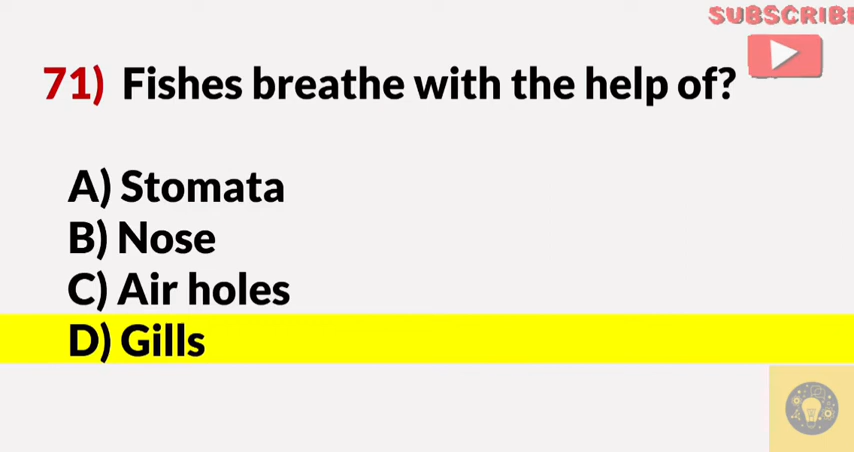 SUBSCRIBE
71) Fishes breathe with the help of?
A) Stomata
B) Nose
C) Air holes
D) Gills